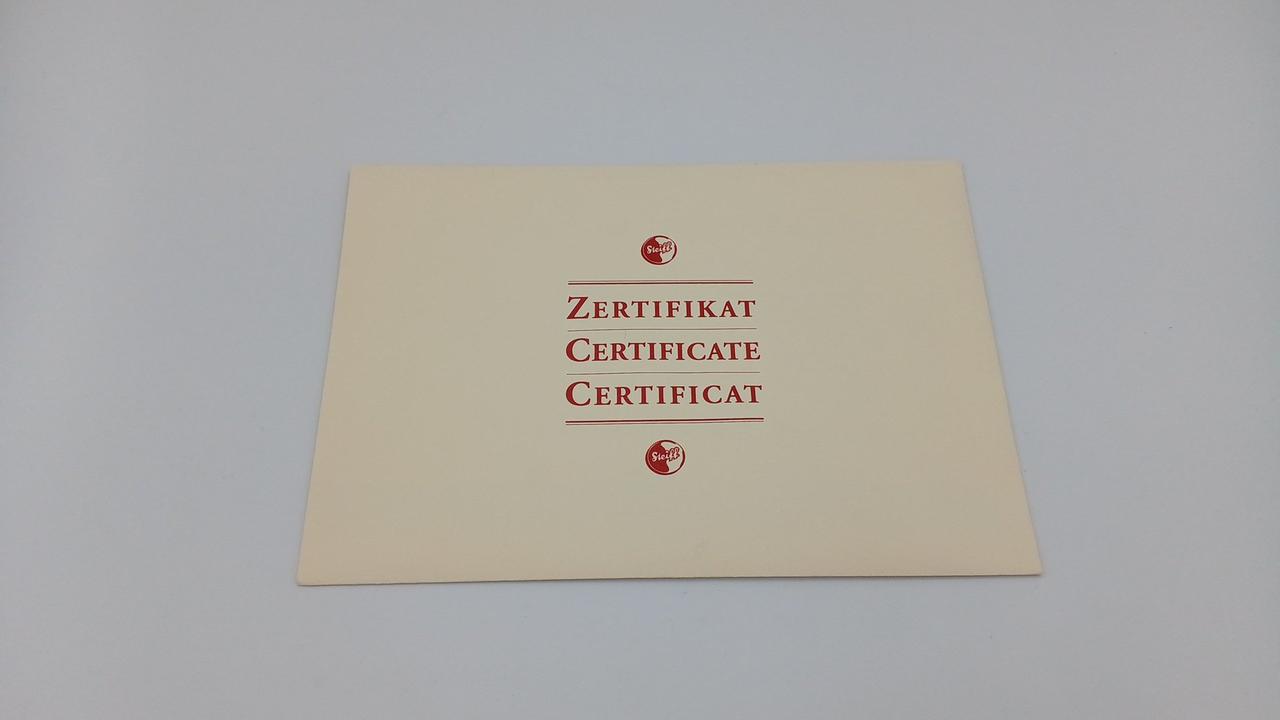 Steiff
ZERTIFIKAT
CERTIFICATE
CERTIFICAT
Steiff